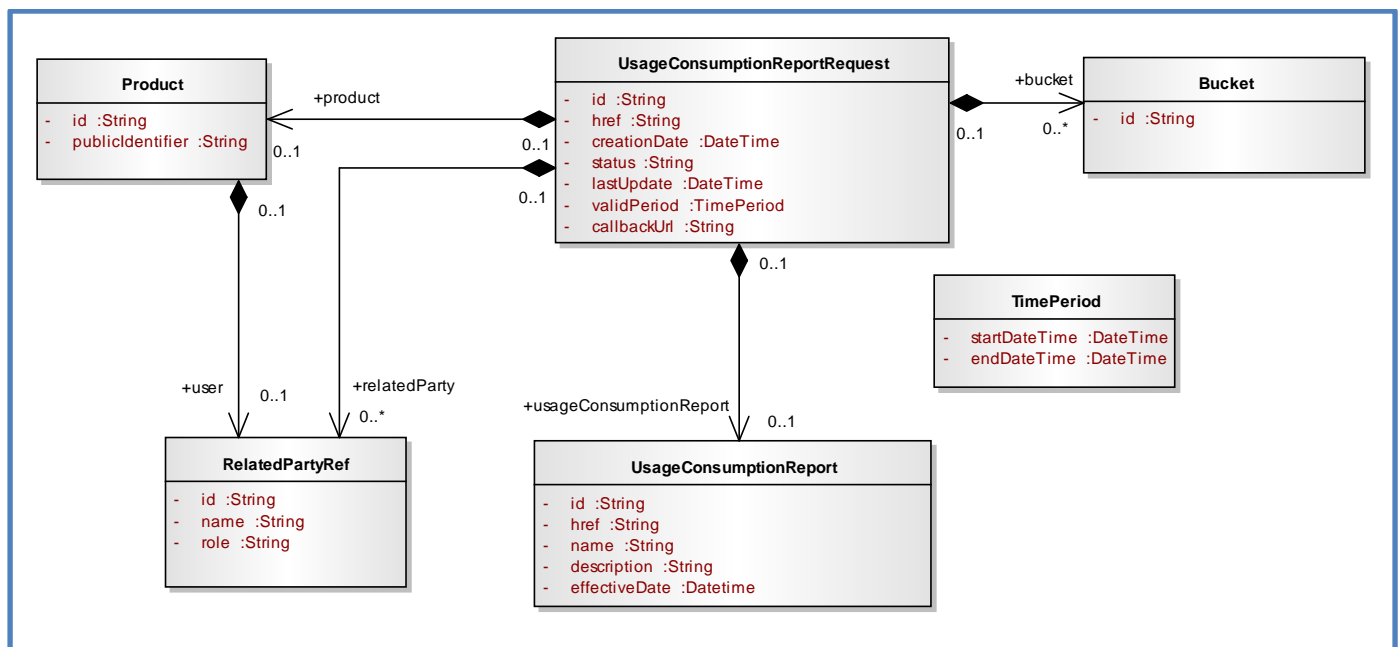 Product
- id :String
- publicIdentifier :String
+product
0..1
0..1
UsageConsumptionReportRequest
- id :String
- href :String
- creationDate :DateTime
- status :String
- lastUpdate :DateTime
- validPeriod :TimePeriod
- callbackUrl :String
+bucket
0..1
0..*
Bucket
- id :String
0..1
0..1
0..1
TimePeriod
- startDateTime :DateTime
- endDateTime :DateTime
+user
0..1
+relatedParty
0..*
+usageConsumptionReport
0..1
RelatedPartyRef
- id :String
- name :String
- role :String
UsageConsumptionReport
- id :String
- href :String
- name :String
- description :String
- effectiveDate :Datetime